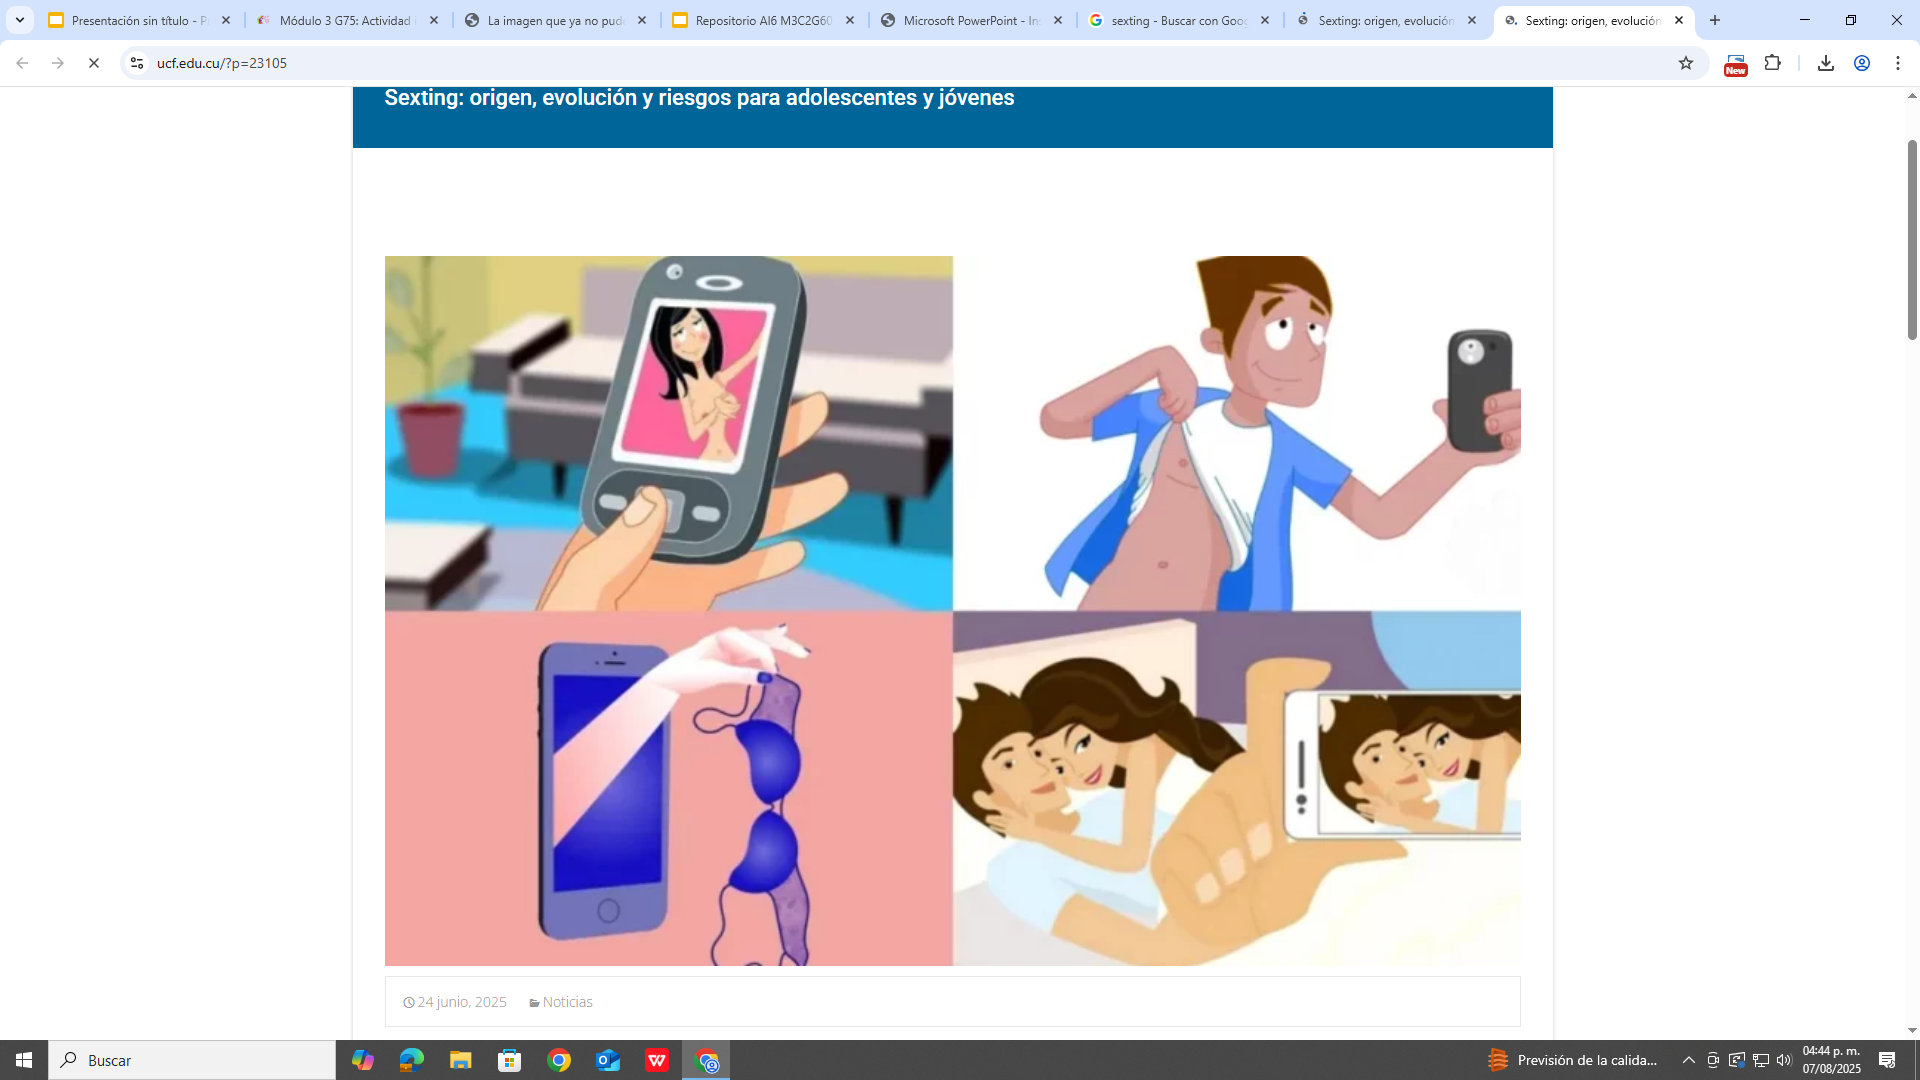 Presentación sin título - P
Módulo 3 G75: Actividad i
La imagen que ya no pud
Repositorio AI6 M3C2G60
Microsoft PowerPoint - In
sexting - Buscar con Goog
Sexting: origen, evolución
Sexting: origen, evolución
ucf.edu.cu/?p=23105
New
Sexting: origen, evolución y riesgos para adolescentes y jóvenes
24 junio, 2025
Noticias
Buscar
Previsión de la calida...
04:44 p. m.
07/08/2025